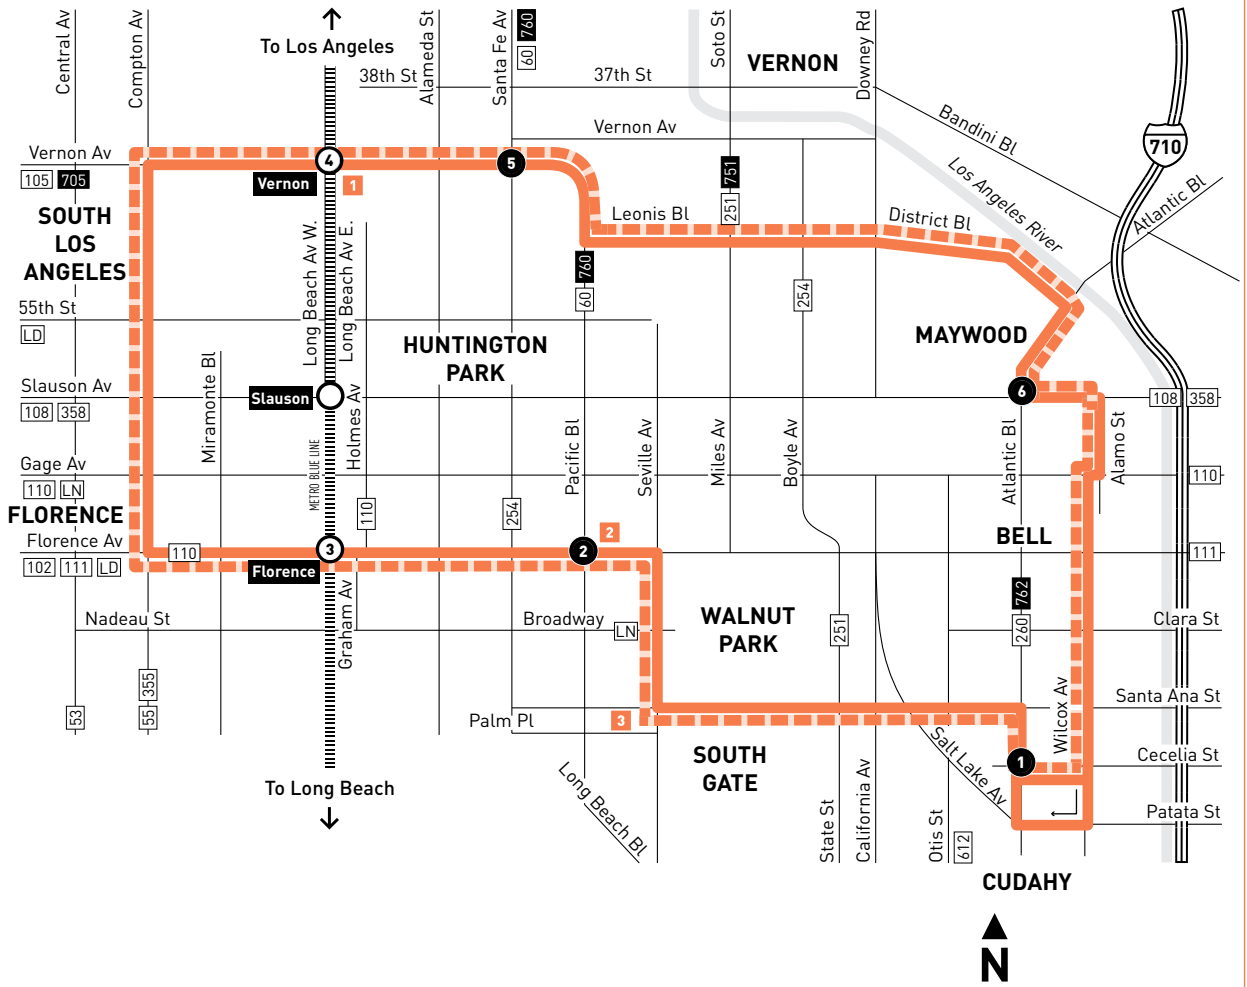 Central Av
Compton Av
To Los Angeles
Alameda St
Santa Fe Av
60
760
Soto St
VERNON
Downey Rd
38th St
37th St
Bandini Bl
Vernon Av
710
Vernon Av
105
705
4
Vernon
1
5
751
251
Los Angeles River
Atlantic Bl
SOUTH
LOS
ANGELES
Leonis Bl
District Bl
Long Beach Av W.
Long Beach Av E.
60
760
254
55th St
LD
HUNTINGTON
PARK
MAYWOOD
Miramonte Bl
Slauson Av
108
358
Slauson
Holmes Av
6
108
358
METRO BLUE LINE
Pacific Bl
Seville Av
Miles Av
Boyle Av
Atlantic Bl
Alamo St
Gage Av
110
LN
110
110
254
FLORENCE
Florence Av
102
111
LD
110
3
Florence
2
2
BELL
111
Graham Av
Nadeau St
Broadway
LN
WALNUT
PARK
251
260
762
Clara St
55
355
53
Palm Pl
3
Wilcox Av
Santa Ana St
SOUTH
GATE
Salt Lake Av
1
Cecelia St
To Long Beach
Long Beach Bl
State St
California Av
Otis St
612
Patata St
CUDAHY
N